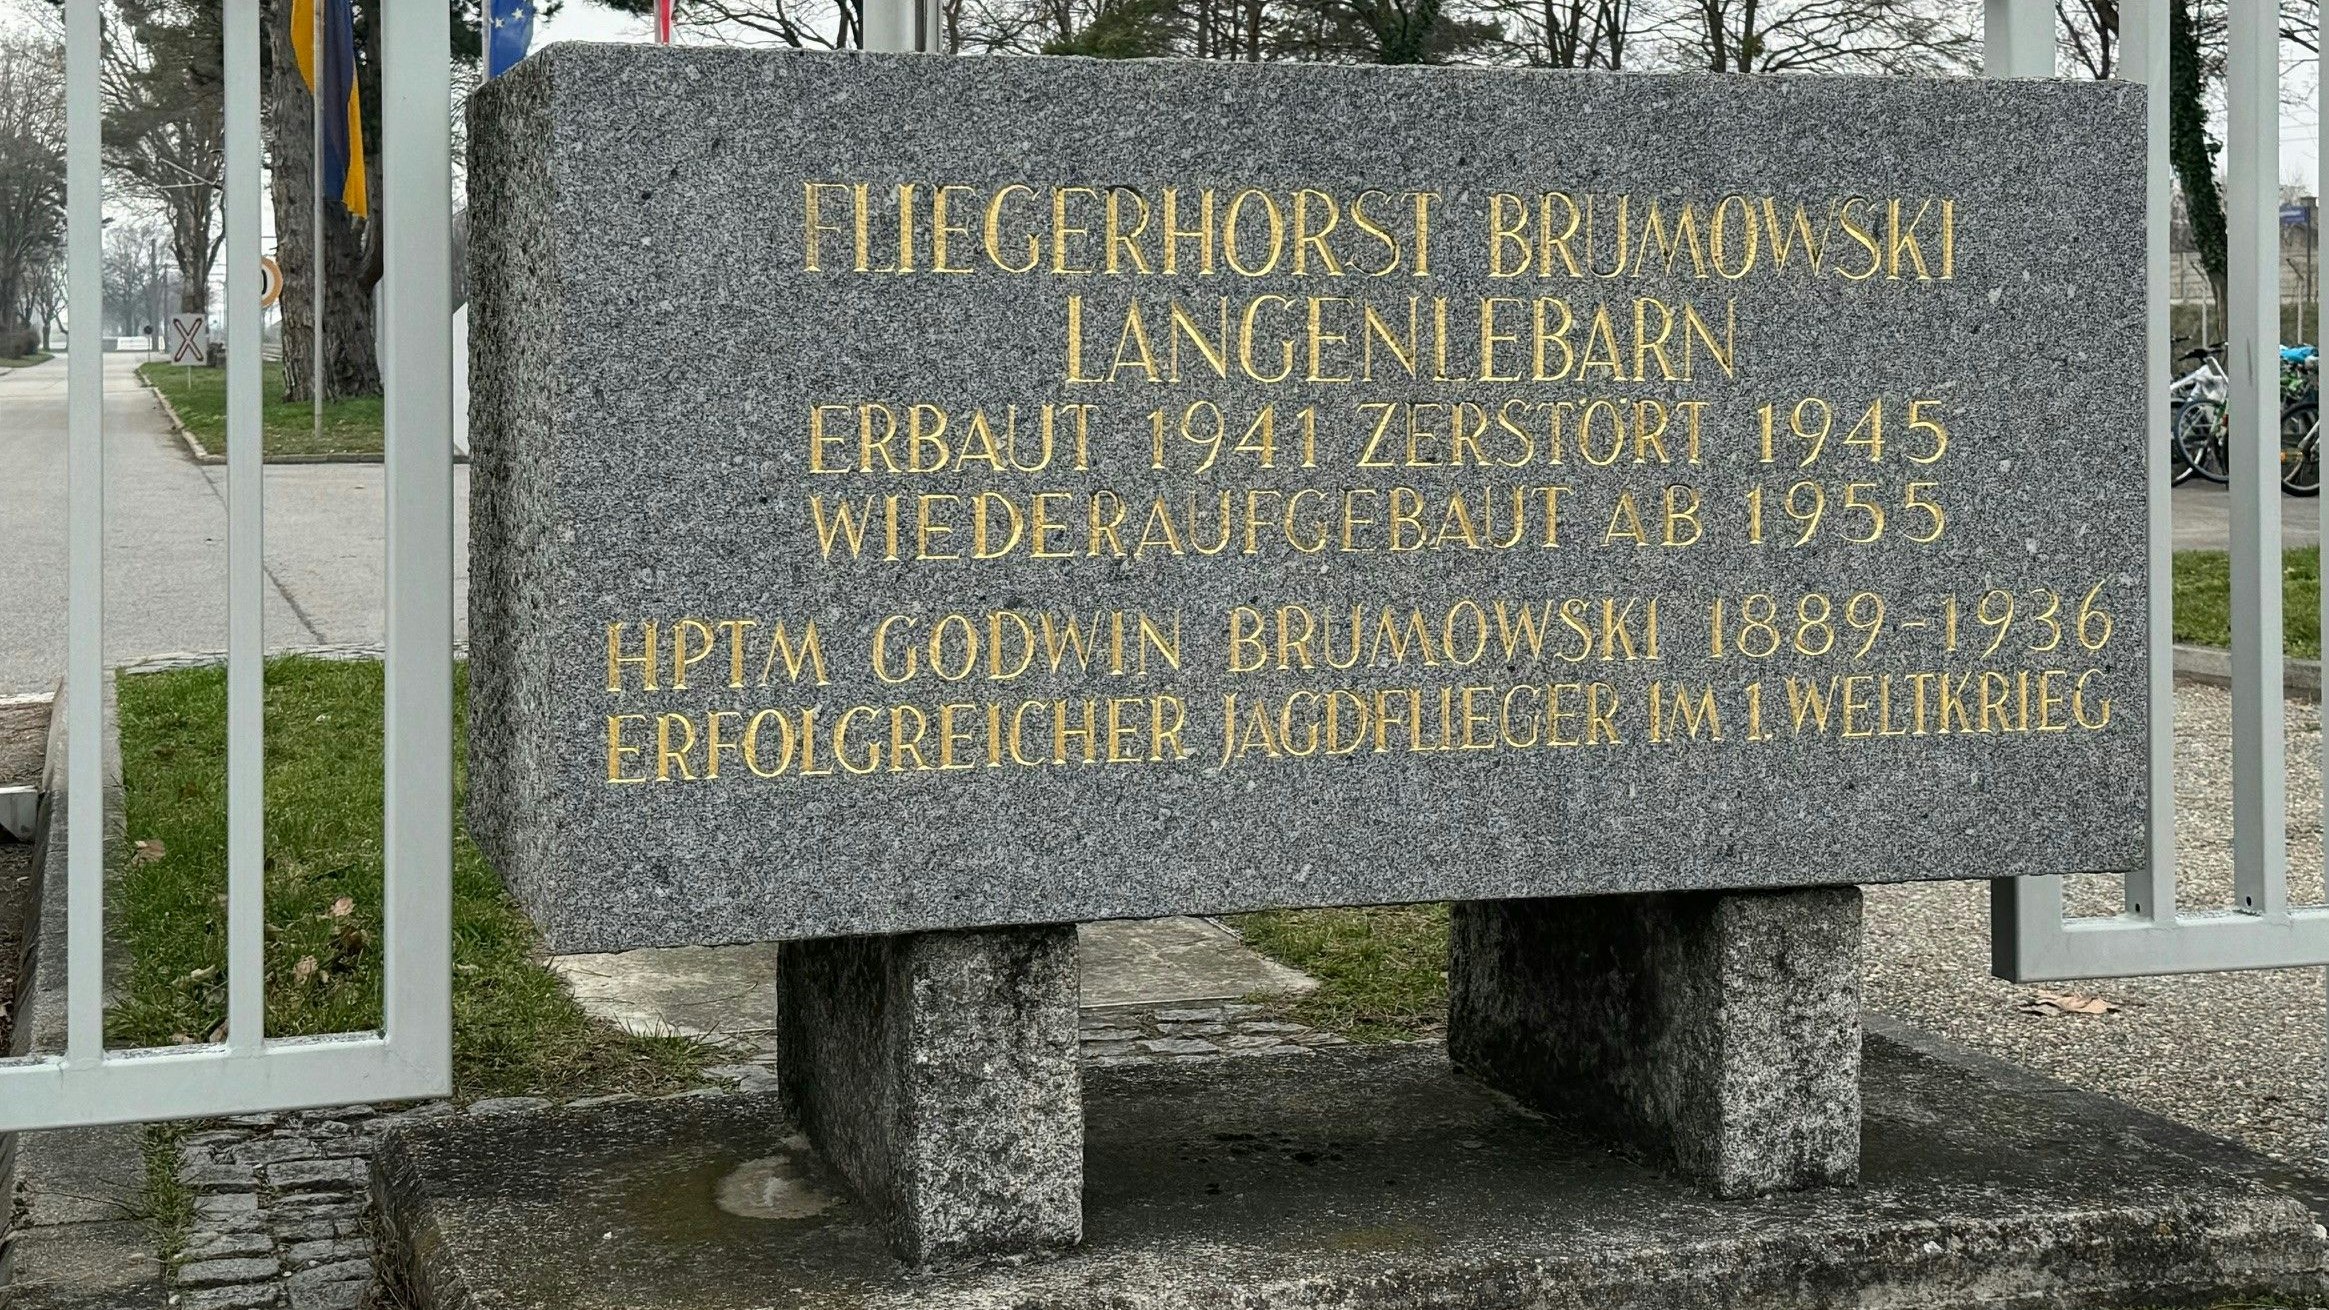 FLIEGERHORST BRUMOWSKI
LANGENLEBARN
ERBAUT 1941 ZERSTÖRT 1945
WIEDERAUFGEBAUT AB 1955
HPTM GODWIN BRUMOWSKI 1889-1936
ERFOLGREICHER JAGDFLIEGER IM 1.WELTKRIEG